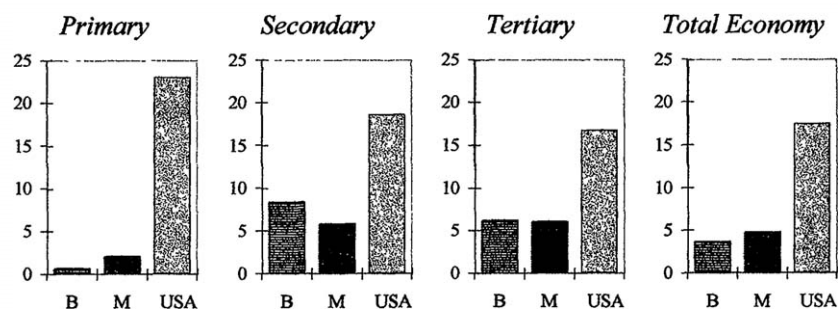 Primary Secondary Tertiary Total Economy
25 25 25 25
20 20 20 20
15 15 15 15
10 10 10 10
5 5 5 5
0 0 0 0
B M USA B M USA B M USA B M USA